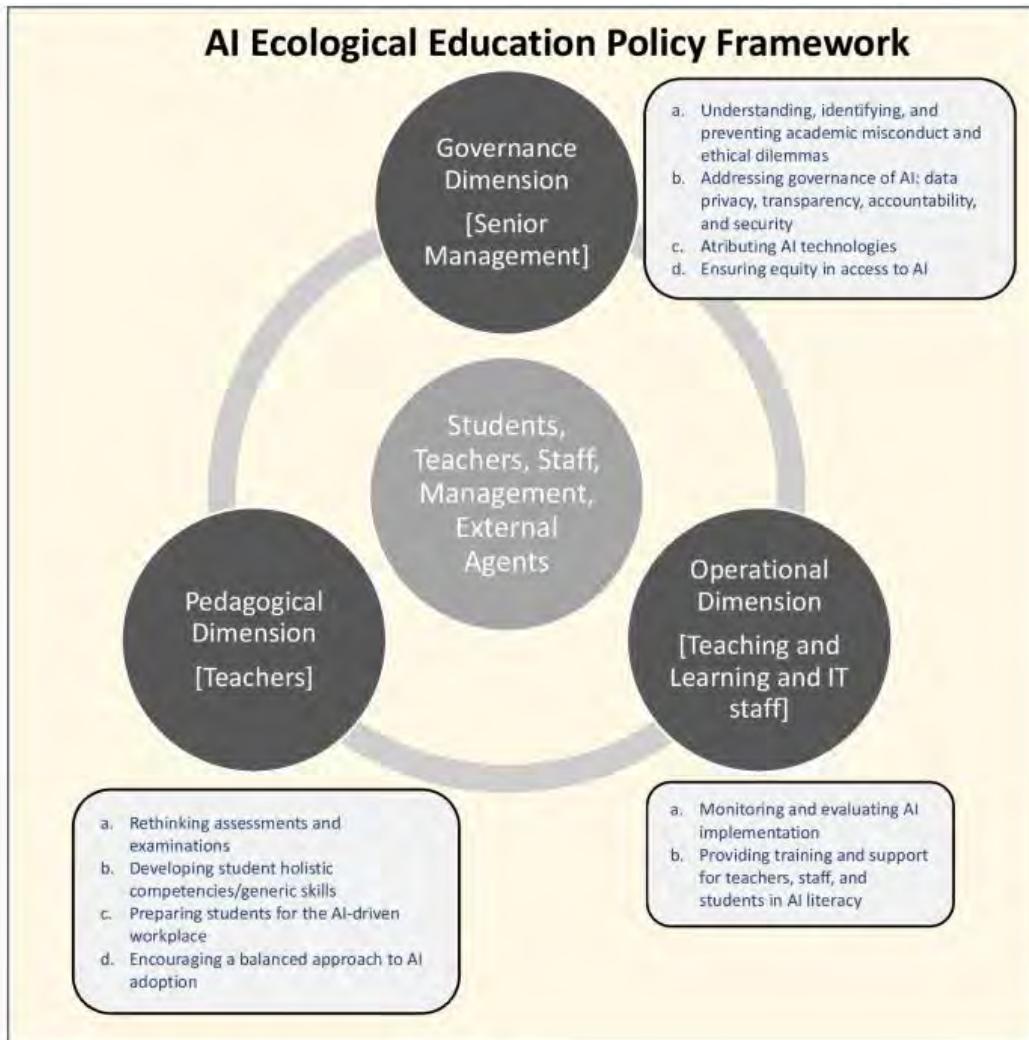 AI Ecological Education Policy Framework
Governance
Dimension
[Senior
Management]
a. Understanding, identifying, and
preventing academic misconduct and
ethical dilemmas
b. Addressing governance of AI: data
privacy, transparency, accountability,
and security
c. Atributing AI technologies
d. Ensuring equity in access to AI
Students,
Teachers, Staff,
Management,
External
Agents
Pedagogical
Dimension
[Teachers]
Operational
Dimension
[Teaching and
Learning and IT
staff]
a. Rethinking assessments and
examinations
b. Developing student holistic
competencies/generic skills
c. Preparing students for the AI-driven
workplace
d. Encouraging a balanced approach to AI
adoption
a. Monitoring and evaluating AI
implementation
b. Providing training and support
for teachers, staff, and
students in AI literacy